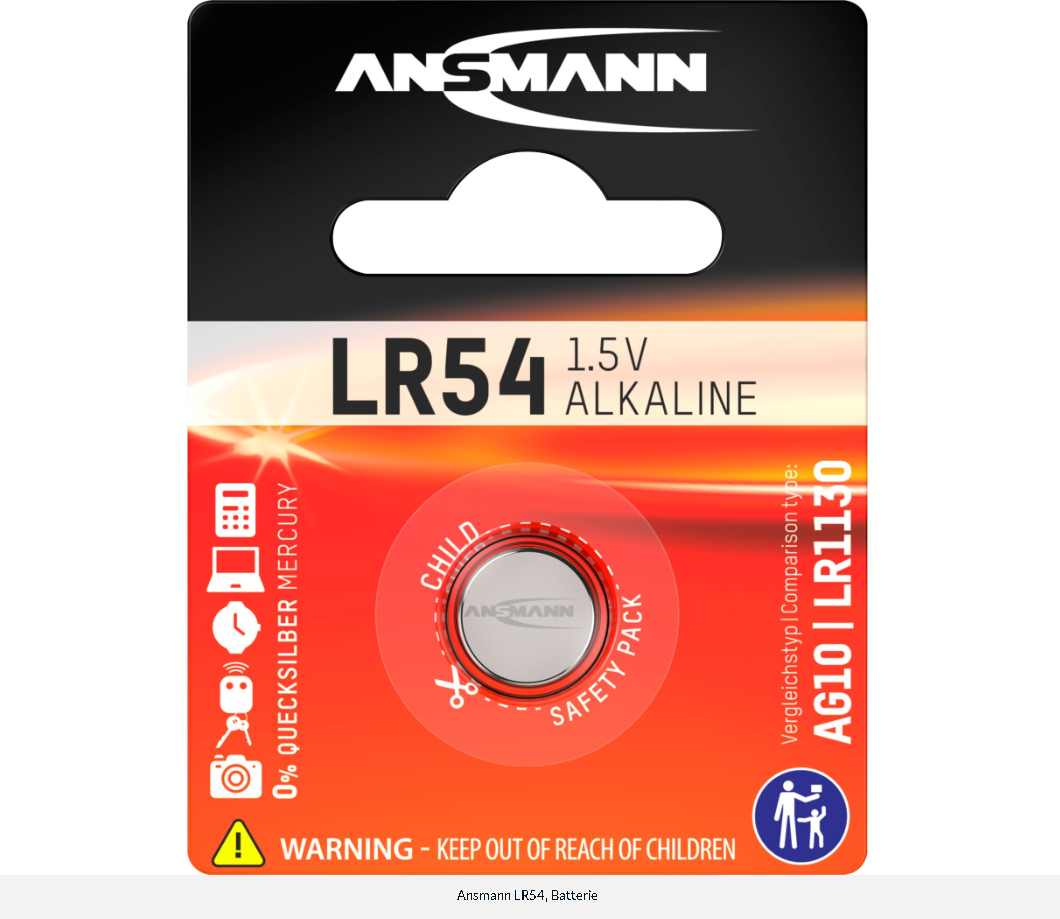 ANSMANN
LR54
1.5V
ALKALINE
0% QUECKSILBER MERCURY
CHILD
SAFETY PACK
ANSMANN
Vergleichstyp | Comparison type:
AG10 | LR1130
WARNING - KEEP OUT OF REACH OF CHILDREN
Ansmann LR54, Batterie